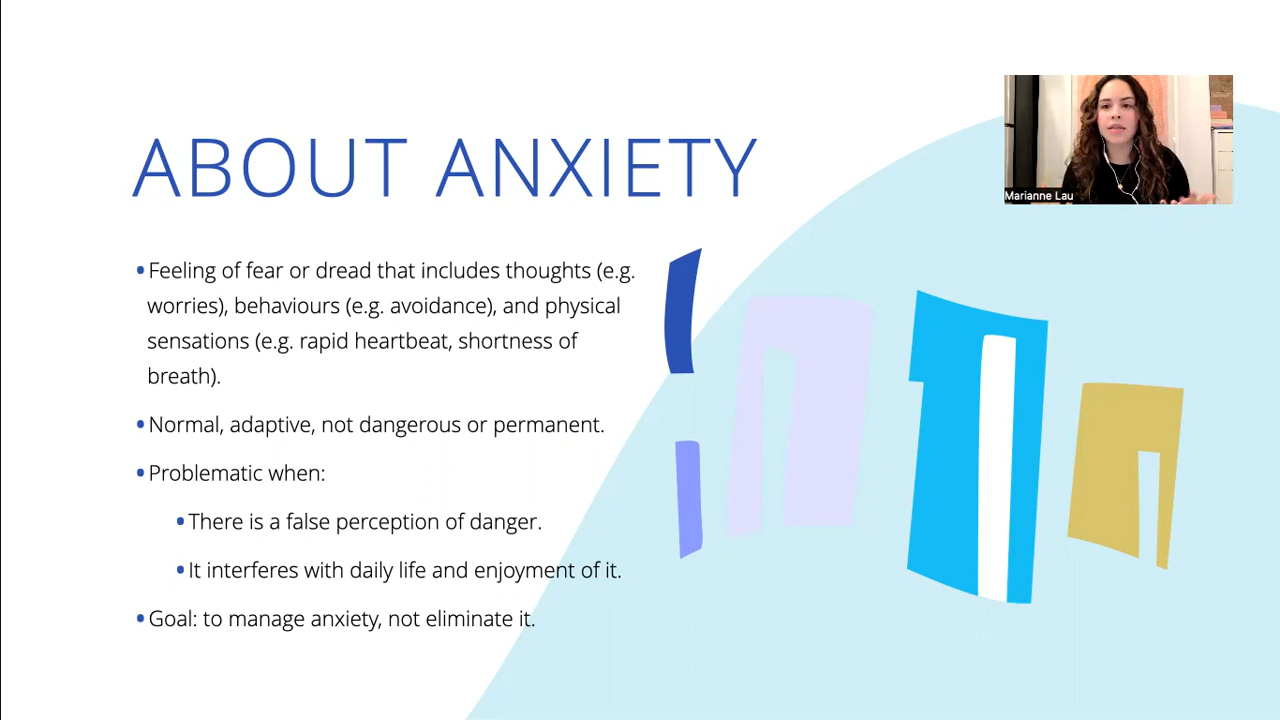 ABOUT ANXIETY
•Feeling of fear or dread that includes thoughts (e.g.
worries), behaviours (e.g. avoidance), and physical
sensations (e.g. rapid heartbeat, shortness of
breath).
•Normal, adaptive, not dangerous or permanent.
•Problematic when:
•There is a false perception of danger.
•It interferes with daily life and enjoyment of it.
•Goal: to manage anxiety, not eliminate it.
Marianne Lau